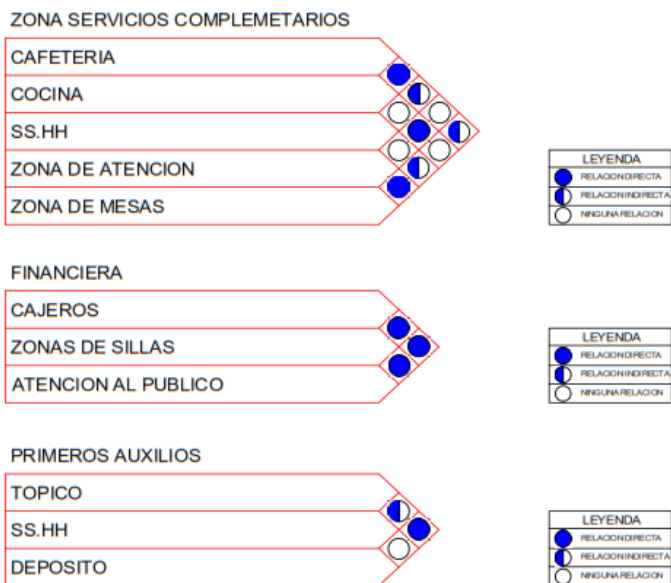 ZONA SERVICIOS COMPLEMETARIOS
CAFETERIA
COCINA
SS.HH
ZONA DE ATENCION
ZONA DE MESAS
LEYENDA
RELACION DIRECTA
RELACION INDIRECTA
NINGUNA RELACION
FINANCIERA
CAJEROS
ZONAS DE SILLAS
ATENCION AL PUBLICO
LEYENDA
RELACION DIRECTA
RELACION INDIRECTA
NINGUNA RELACION
PRIMEROS AUXILIOS
TOPICO
SS.HH
DEPOSITO
LEYENDA
RELACION DIRECTA
RELACION INDIRECTA
NINGUNA RELACION